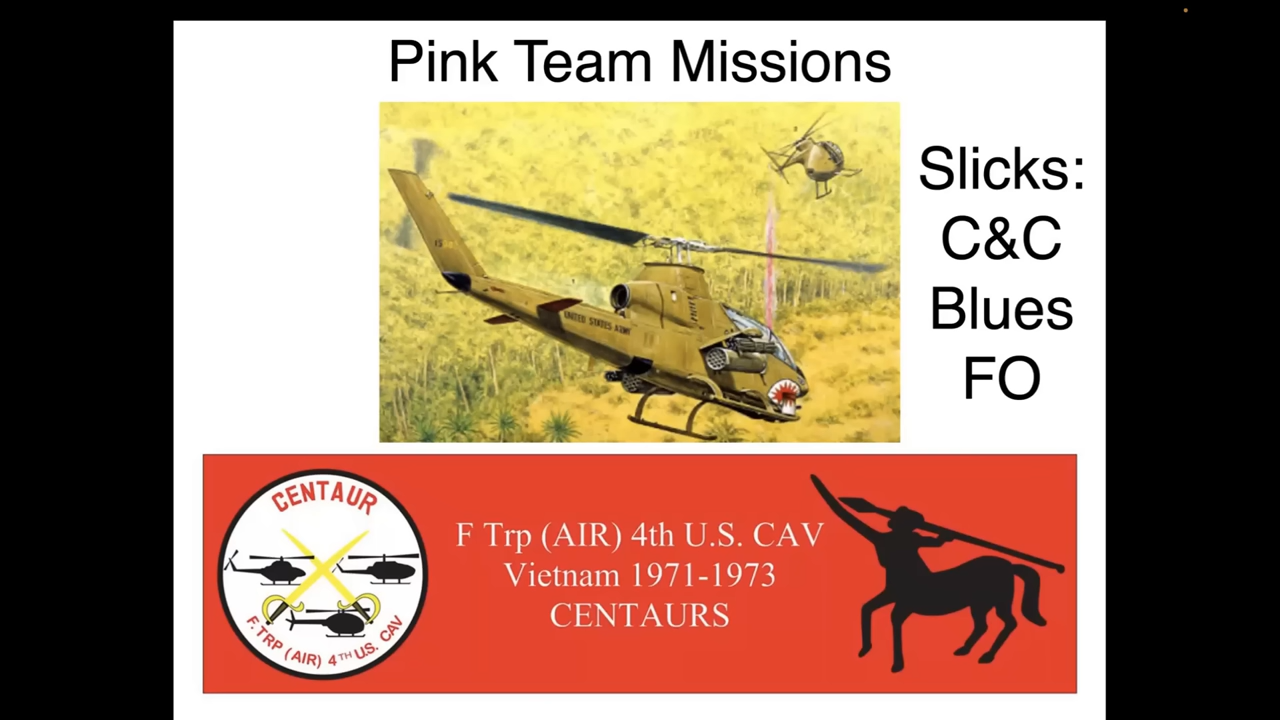 Pink Team Missions
Slicks:
C&C
Blues
FO
UNITED STATES ARMY
CENTAUR
F. TRP (AIR) 4TH U.S. CAV
F Trp (AIR) 4th U.S. CAV
Vietnam 1971-1973
CENTAURS